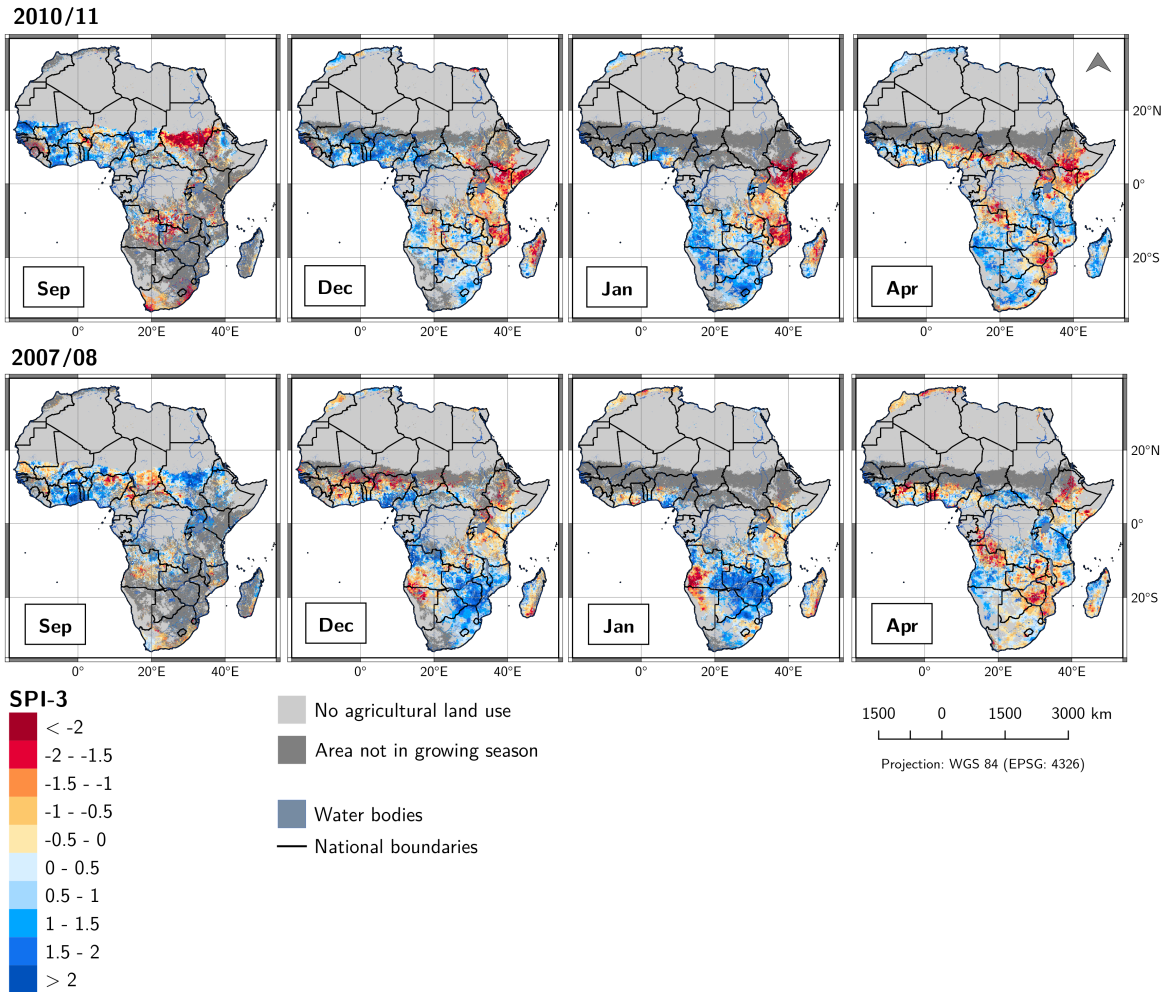 2010/11
Sep
Dec
Jan
Apr
20°N
0°
20°S
0° 20°E 40°E
0° 20°E 40°E
0° 20°E 40°E
0° 20°E 40°E
2007/08
Sep
Dec
Jan
Apr
20°N
0°
20°S
0° 20°E 40°E
0° 20°E 40°E
0° 20°E 40°E
0° 20°E 40°E
SPI-3
< -2
-2 - -1.5
-1.5 - -1
-1 - -0.5
-0.5 - 0
0 - 0.5
0.5 - 1
1 - 1.5
1.5 - 2
> 2
No agricultural land use
Area not in growing season
Water bodies
National boundaries
1500 0 1500 3000 km
Projection: WGS 84 (EPSG: 4326)